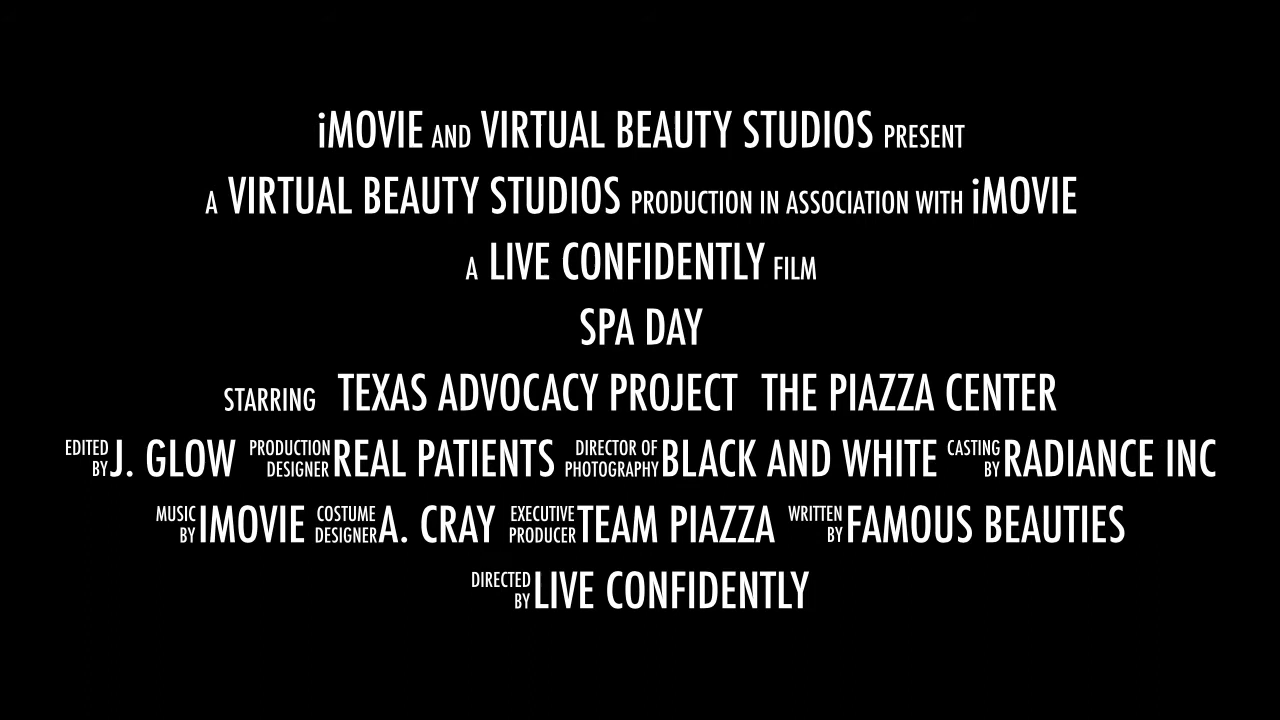 iMOVIE AND VIRTUAL BEAUTY STUDIOS PRESENT
A VIRTUAL BEAUTY STUDIOS PRODUCTION IN ASSOCIATION WITH iMOVIE
A LIVE CONFIDENTLY FILM
SPA DAY
STARRING TEXAS ADVOCACY PROJECT THE PIAZZA CENTER
EDITED BY J. GLOW PRODUCTION DESIGNER REAL PATIENTS DIRECTOR OF PHOTOGRAPHY BLACK AND WHITE CASTING BY RADIANCE INC
MUSIC BY IMOVIE COSTUME DESIGNER A. CRAY EXECUTIVE PRODUCER TEAM PIAZZA WRITTEN BY FAMOUS BEAUTIES
DIRECTED BY LIVE CONFIDENTLY